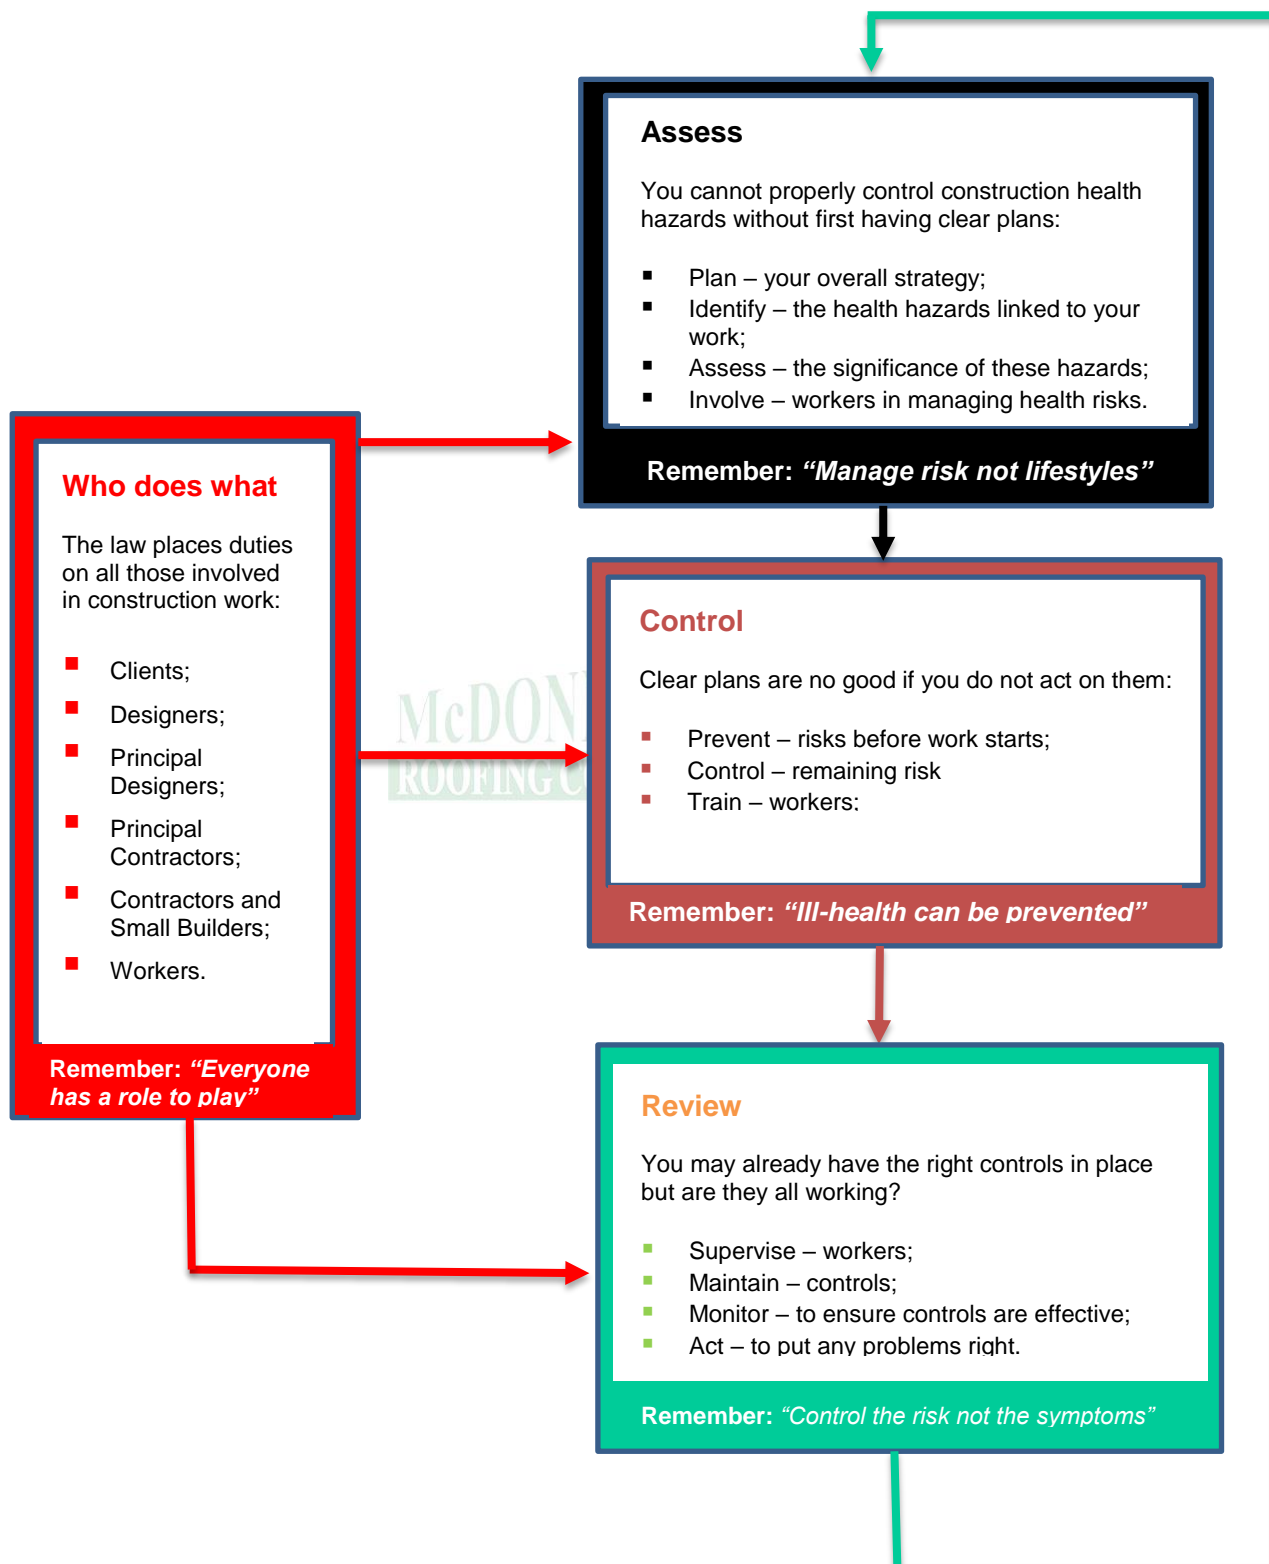 Assess
You cannot properly control construction health
hazards without first having clear plans:
▪ Plan – your overall strategy;
▪ Identify – the health hazards linked to your
work;
▪ Assess – the significance of these hazards;
▪ Involve – workers in managing health risks.
Remember: “Manage risk not lifestyles”
Who does what
The law places duties
on all those involved
in construction work:
▪ Clients;
▪ Designers;
▪ Principal
Designers;
▪ Principal
Contractors;
▪ Contractors and
Small Builders;
▪ Workers.
Remember: “Everyone
has a role to play”
Control
Clear plans are no good if you do not act on them:
▪ Prevent – risks before work starts;
▪ Control – remaining risk
▪ Train – workers:
Remember: “Ill-health can be prevented”
ROOFING
Review
You may already have the right controls in place
but are they all working?
▪ Supervise – workers;
▪ Maintain – controls;
▪ Monitor – to ensure controls are effective;
▪ Act – to put any problems right.
Remember: “Control the risk not the symptoms”